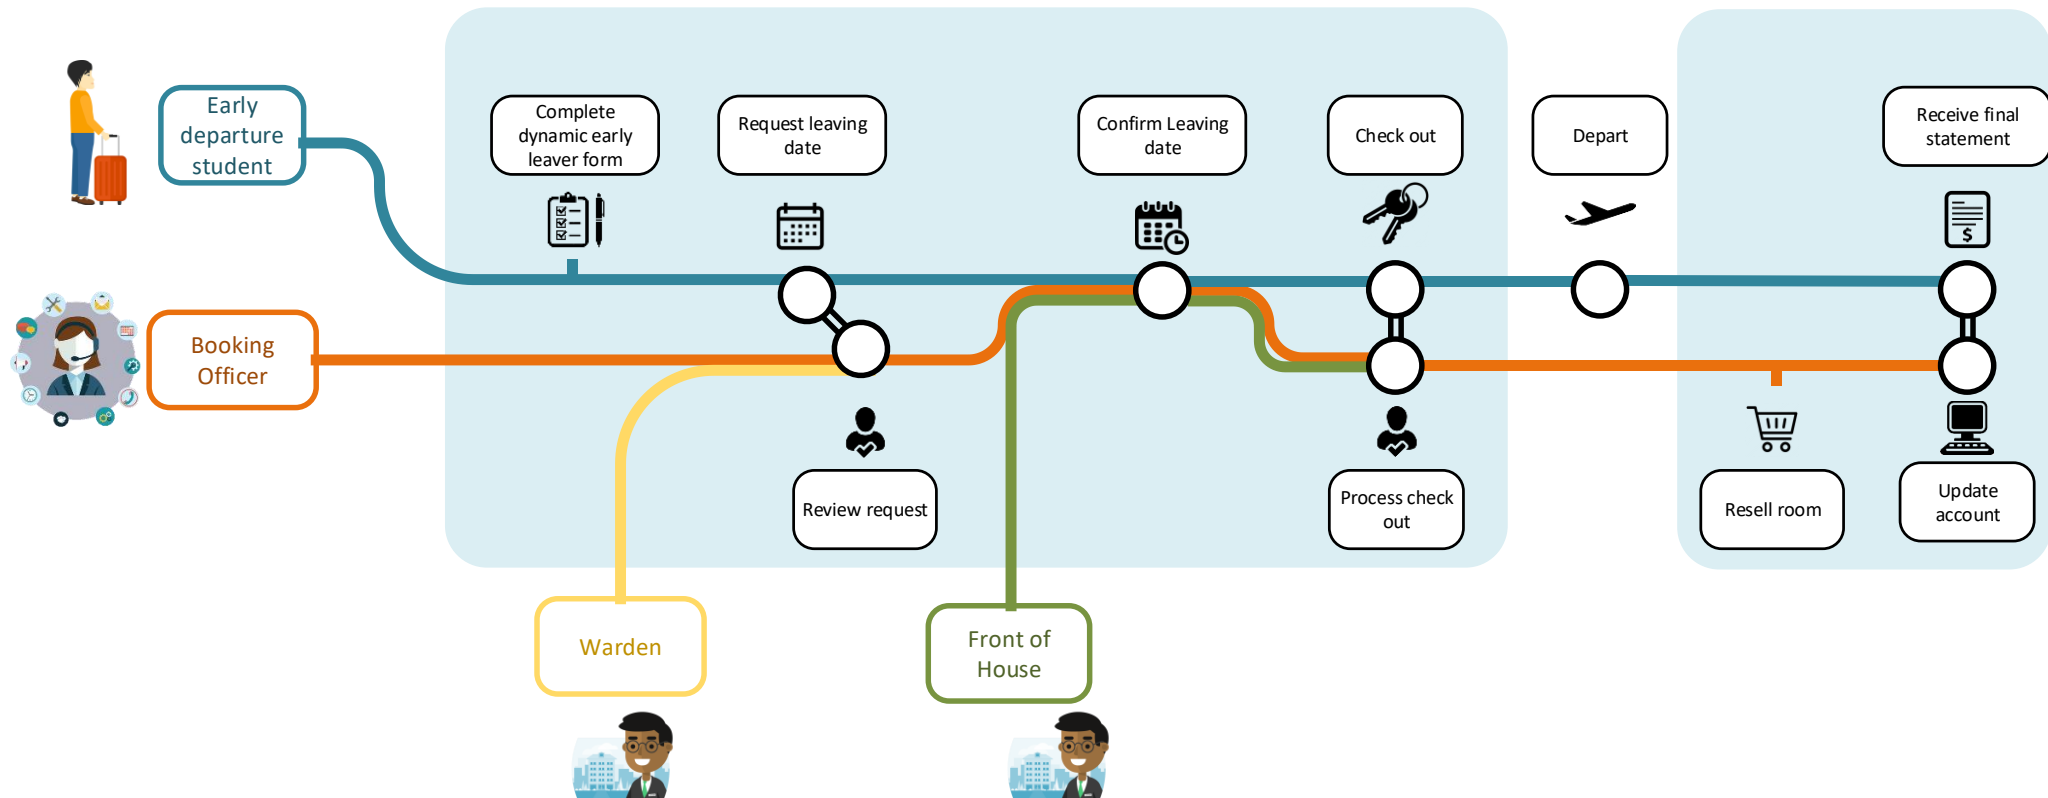 Early
departure
student
Complete
dynamic early
leaver form
Request leaving
date
Confirm Leaving
date
Check out
Depart
Receive final
statement
$
Booking
Officer
Review request
Process check
out
Resell room
Update
account
Warden
Front of
House